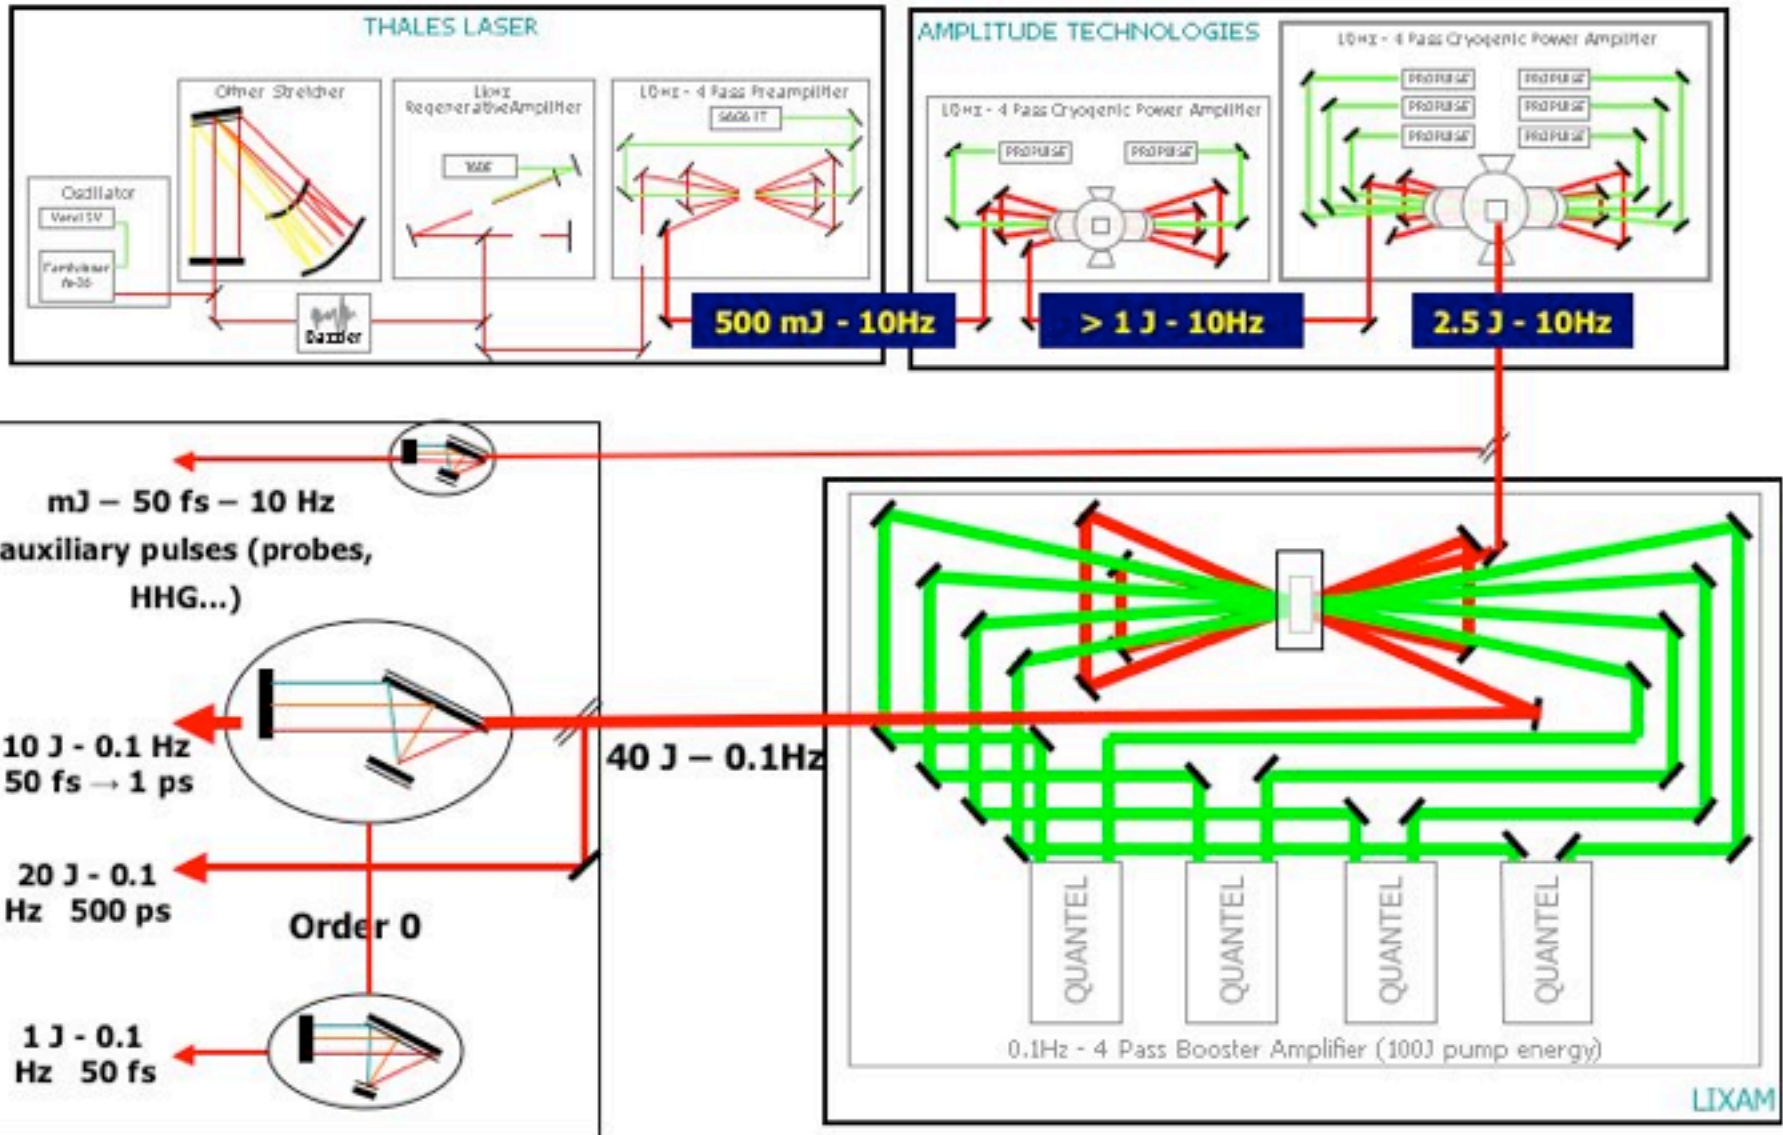 THALES LASER
Offner Stretcher
1kHz
Regenerative Amplifier
10Hz - 4 Pass Preamplifier
Oscillator
Verdi 5V
Dazzler
AMPLITUDE TECHNOLOGIES
10Hz - 4 Pass Cryogenic Power Amplifier
PROPULSE
PROPULSE
10Hz - 4 Pass Cryogenic Power Amplifier
PROPULSE
PROPULSE
PROPULSE
PROPULSE
PROPULSE
PROPULSE
500 mJ - 10Hz
> 1 J - 10Hz
2.5 J - 10Hz
mJ – 50 fs – 10 Hz
auxiliary pulses (probes,
HHG...)
10 J - 0.1 Hz
50 fs → 1 ps
40 J – 0.1Hz
20 J - 0.1
Hz 500 ps
Order 0
1 J - 0.1
Hz 50 fs
QUANTEL
QUANTEL
QUANTEL
QUANTEL
0.1Hz - 4 Pass Booster Amplifier (100J pump energy)
LIXAM